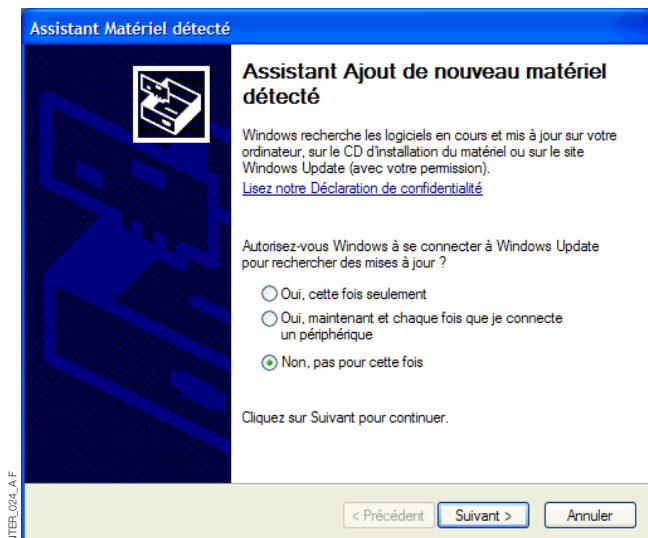 Assistant Matériel détecté
Assistant Ajout de nouveau matériel
détecté
Windows recherche les logiciels en cours et mis à jour sur votre
ordinateur, sur le CD d'installation du matériel ou sur le site
Windows Update (avec votre permission).
Lisez notre Déclaration de confidentialité
Autorisez-vous Windows à se connecter à Windows Update
pour rechercher des mises à jour ?
Oui, cette fois seulement
Oui, maintenant et chaque fois que je connecte
un périphérique
Non, pas pour cette fois
Cliquez sur Suivant pour continuer.
< Précédent Suivant > Annuler